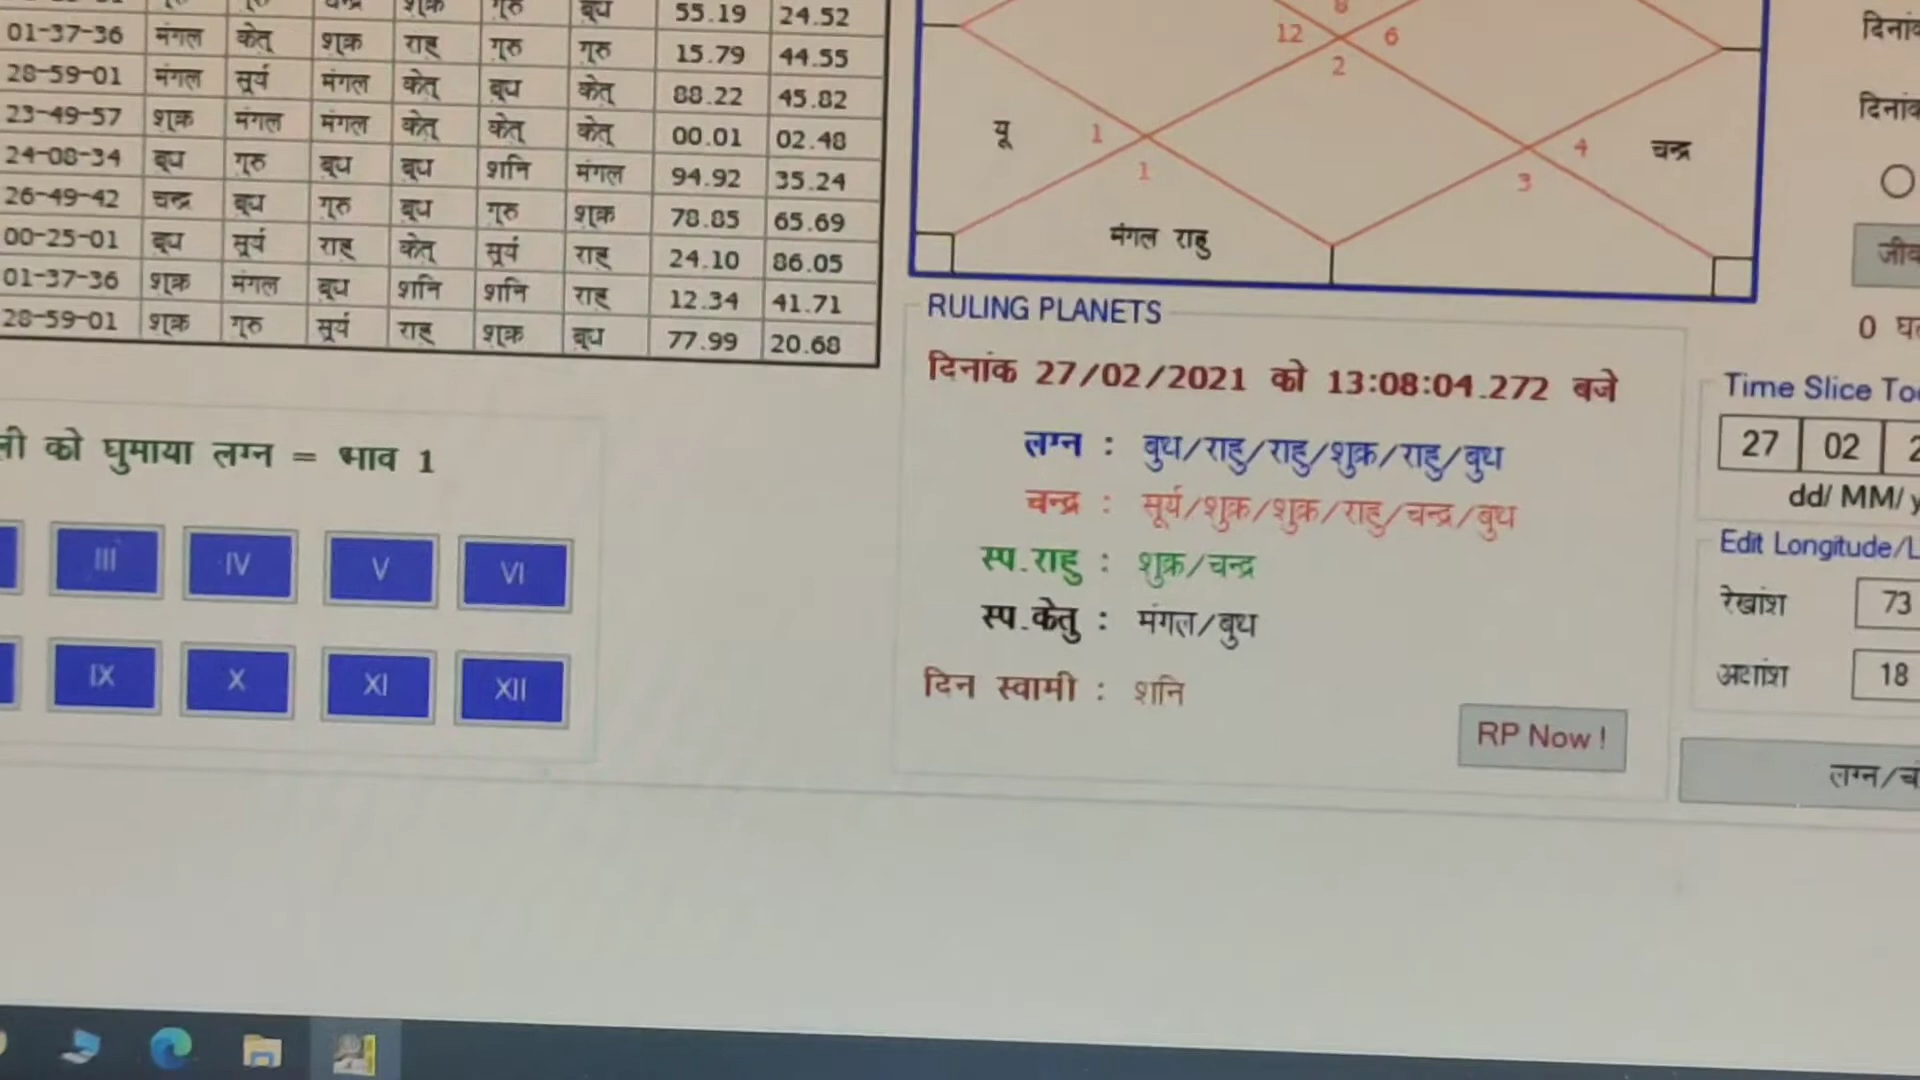 55.19 24.52
01-37-36 मंगल केतू शुक्र राहू गुरु गुरु 15.79 44.55
28-59-01 मंगल सूर्य मंगल केतू बुध केतू 88.22 45.82
23-49-57 शुक्र मंगल मंगल केतू केतू केतू 00.01 02.48
24-08-34 बुध गुरु बुध बुध शनि मंगल 94.92 35.24
26-49-42 चन्द्र बुध गुरु बुध गुरु शुक्र 78.85 65.69
00-25-01 बुध सूर्य राहू केतू सूर्य राहू 24.10 86.05
01-37-36 शुक्र मंगल बुध शनि शनि राहू 12.34 41.71
28-59-01 शुक्र गुरु सूर्य राहू शुक्र बुध 77.99 20.68
को घुमाया लग्न = भाव 1
III IV V VI
IX X XI XII
8
12 6
2
यू 1 4 चन्द्र
1 3
मंगल राहु
RULING PLANETS
दिनांक 27/02/2021 को 13:08:04.272 बजे
लग्न : बुध/राहु/राहु/शुक्र/राहु/बुध
चन्द्र : सूर्य/शुक्र/शुक्र/राहु/चन्द्र/बुध
स्प.राहु : शुक्र/चन्द्र
स्प.केतु : मंगल/बुध
दिन स्वामी : शनि
RP Now !
0
Time Slice
27 02
dd/ MM/
Edit Longitude/
रेखांश 73
अक्षांश 18
लग्न/